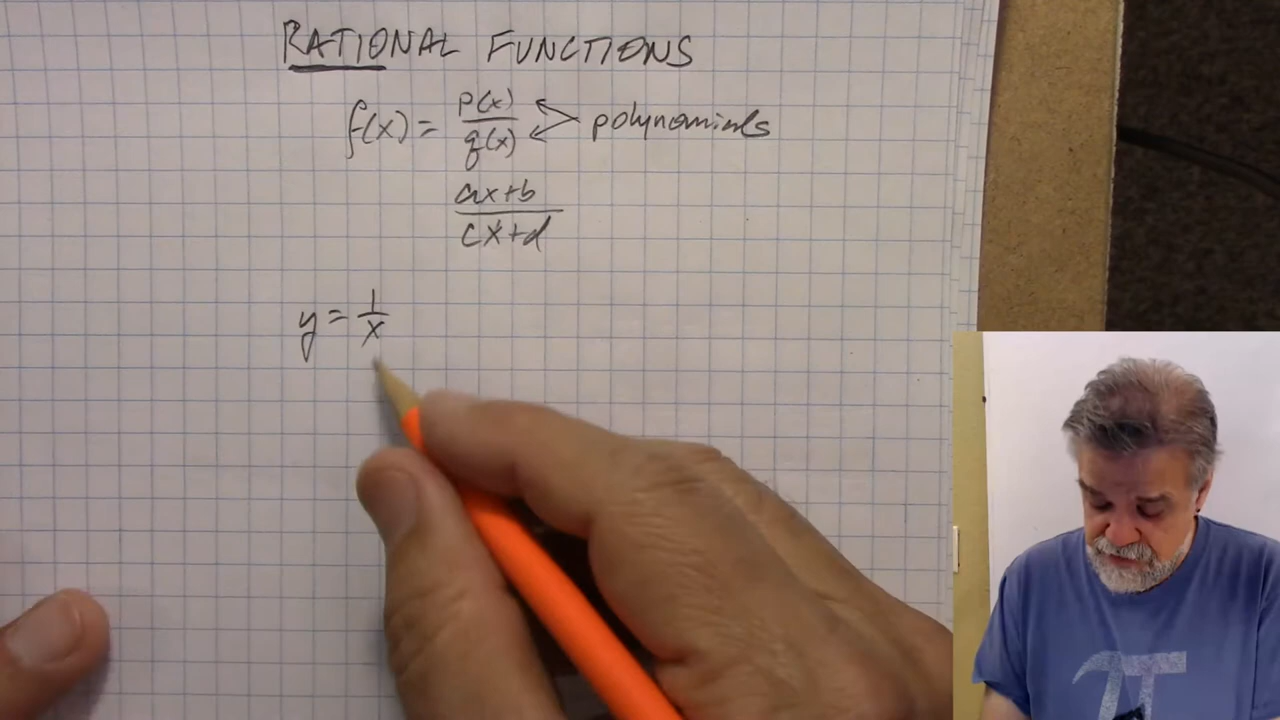 RATIONAL FUNCTIONS
f(x) = p(x)/q(x) polynomials
ax+b/cx+d
y = 1/x
π